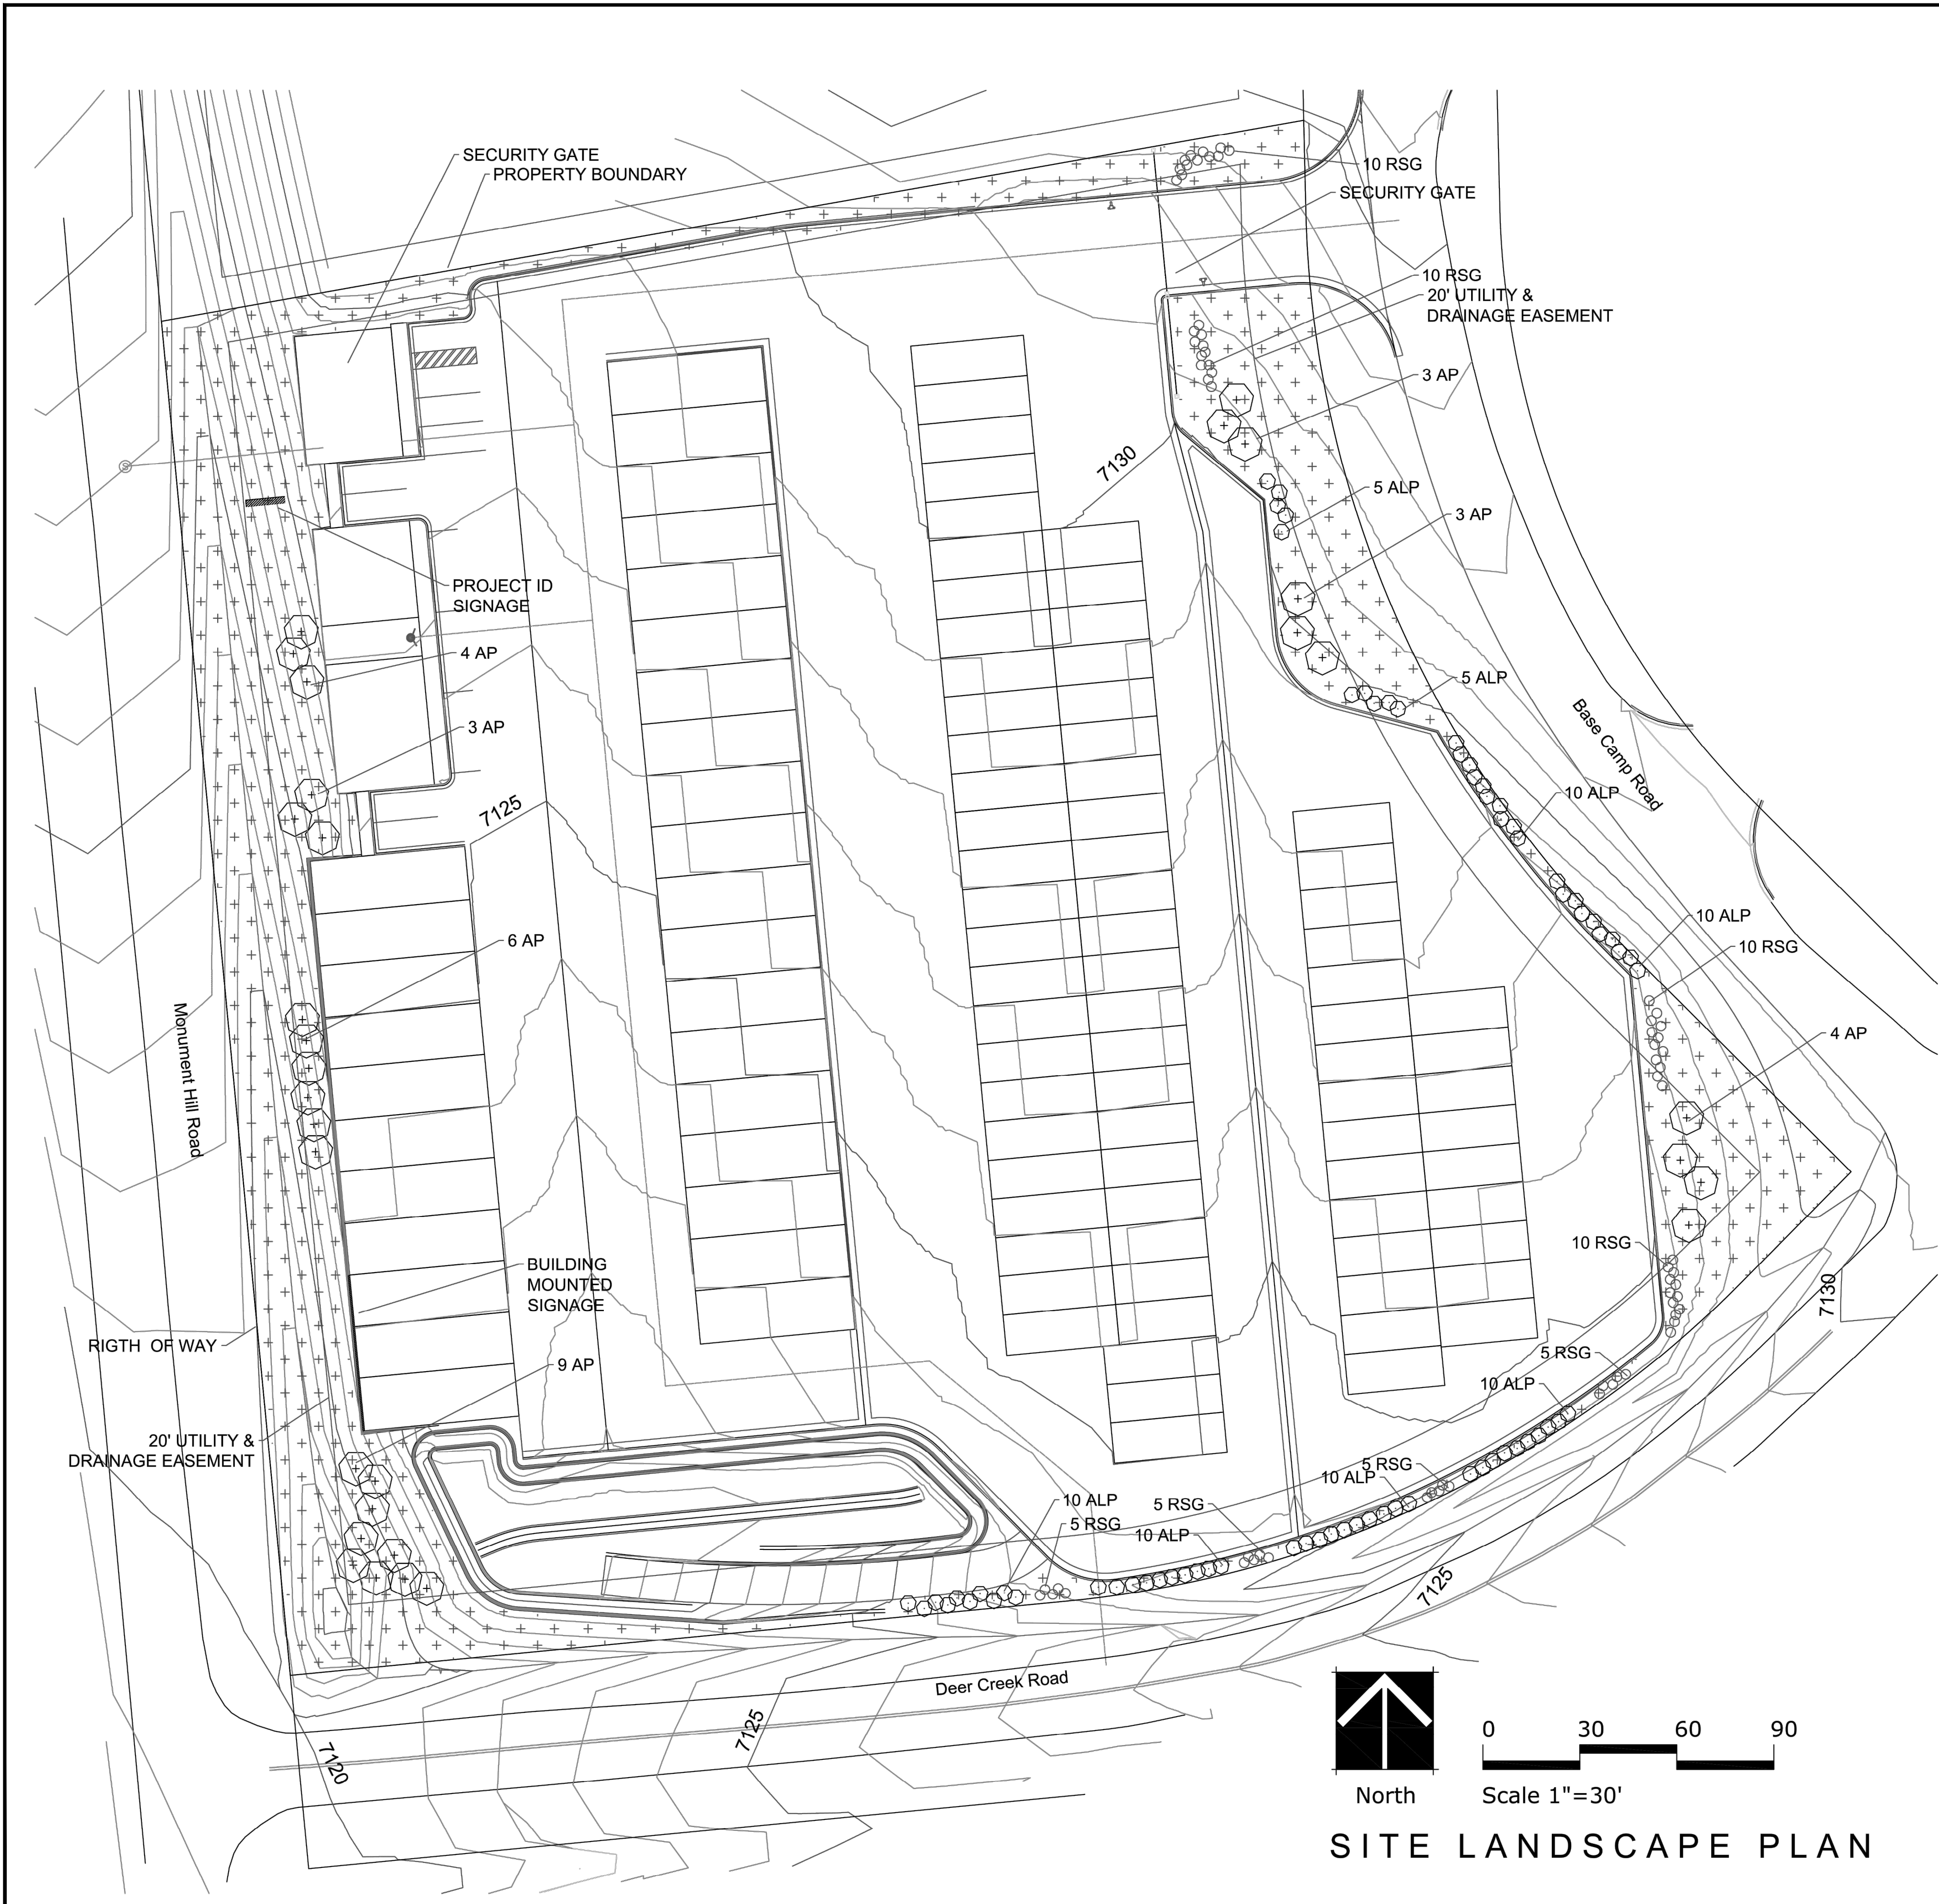 SECURITY GATE
PROPERTY BOUNDARY
10 RSG
SECURITY GATE
10 RSG
20' UTILITY &
DRAINAGE EASEMENT
3 AP
7130
5 ALP
3 AP
PROJECT ID
SIGNAGE
4 AP
5 ALP
3 AP
Base Camp Road
10 ALP
7125
10 ALP
6 AP
10 RSG
Monument Hill Road
4 AP
10 RSG
BUILDING
MOUNTED
SIGNAGE
7130
RIGTH OF WAY
5 RSG
9 AP
10 ALP
20' UTILITY &
DRAINAGE EASEMENT
5 RSG
10 ALP
10 ALP
5 RSG
5 RSG
10 ALP
7125
Deer Creek Road
7125
7120
0 30 60 90
North
Scale 1"=30'
SITE LANDSCAPE PLAN